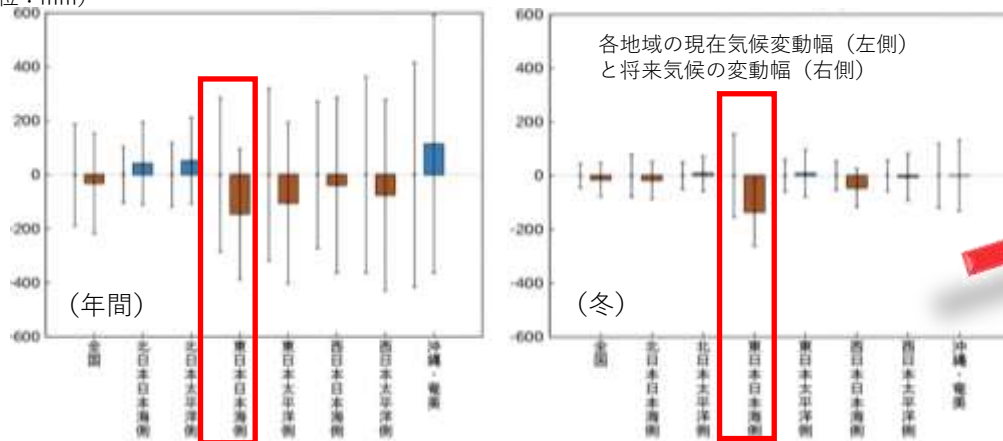 位：mm）
600
400
200
0
-200
-400
-600
（年間）
全国
北日本日本海側
北日本太平洋側
東日本日本海側
東日本太平洋側
西日本日本海側
西日本太平洋側
沖縄・奄美
600
400
200
0
-200
-400
-600
各地域の現在気候変動幅（左側）
と将来気候の変動幅（右側）
（冬）
全国
北日本日本海側
北日本太平洋側
東日本日本海側
東日本太平洋側
西日本日本海側
西日本太平洋側
沖縄・奄美